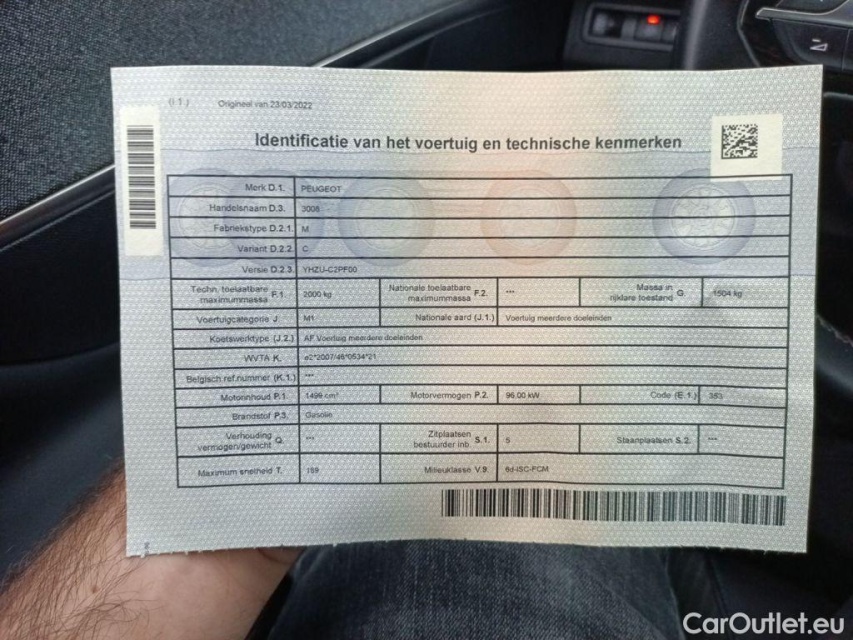 (I 1)
Origineel van 23/03/2022
Identificatie van het voertuig en technische kenmerken
Merk D.1. PEUGEOT
Handelsnaam D.3. 3008
Fabriekstype D.2.1. M
Variant D.2.2. C
Versie D.2.3. YHZU-C2PF00
Techn. toelaatbare maximummassa F.1. 2000 kg Nationale toelaatbare maximummassa F.2. --- Massa in rijklare toestand G. 1504 kg
Voertuigcategorie J. M1 Nationale aard (J.1.) Voertuig meerdere doeleinden
Koetswerktype (J.2.) AF Voertuig meerdere doeleinden
WVTA K. e2*2007/46*0534*21
Belgisch ref.nummer (K.1.) ---
Motorinhoud P.1. 1499 cm³ Motorvermogen P.2. 96.00 kW Code (E.1.) 353
Brandstof P.3. Gasolie
Verhouding vermogen/gewicht Q. --- Zitplaatsen bestuurder inb. S.1. 5 Staanplaatsen S.2. ---
Maximum snelheid T. 189 Milieuklasse V.9. 6d-ISC-FCM
CarOutlet.eu